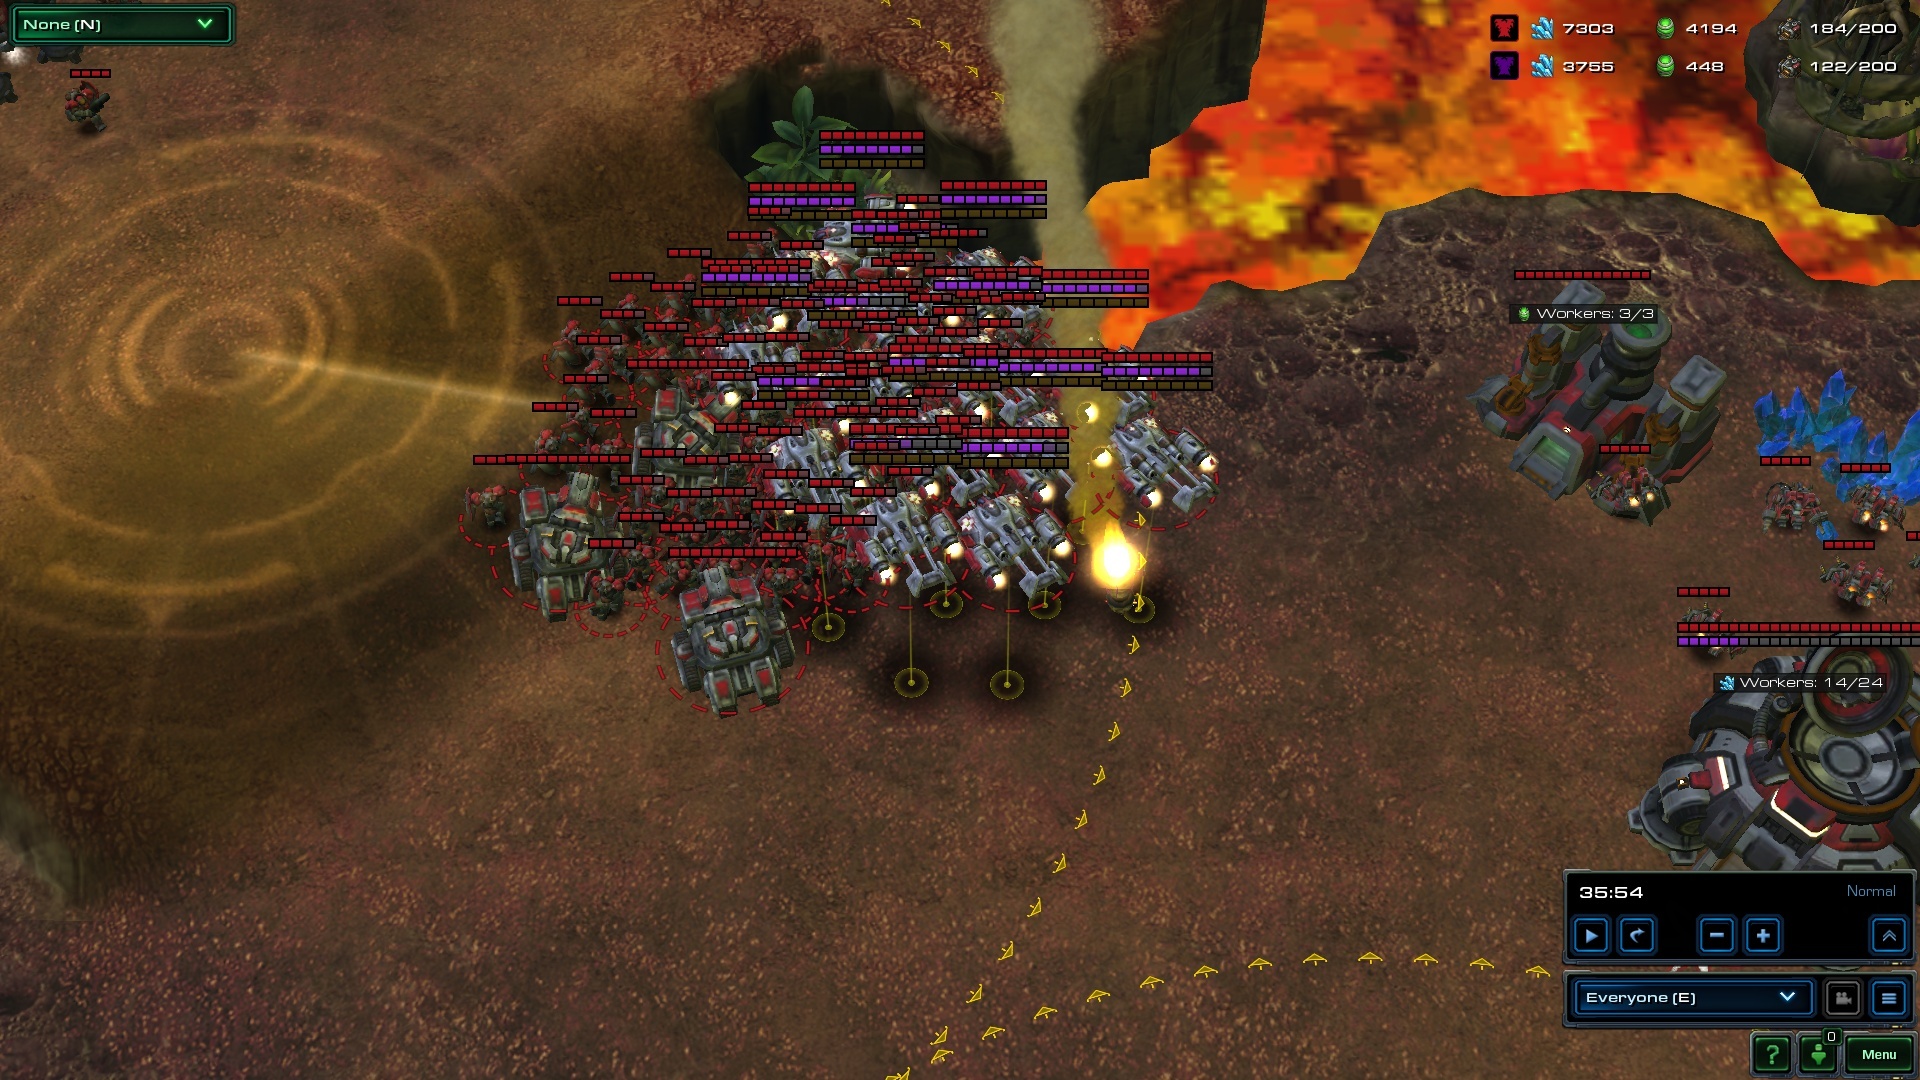 None (N)
7303 4194 184/200
3755 448 122/200
Workers: 3/3
Workers: 14/24
35:54 Normal
Everyone (E)
0
? Menu